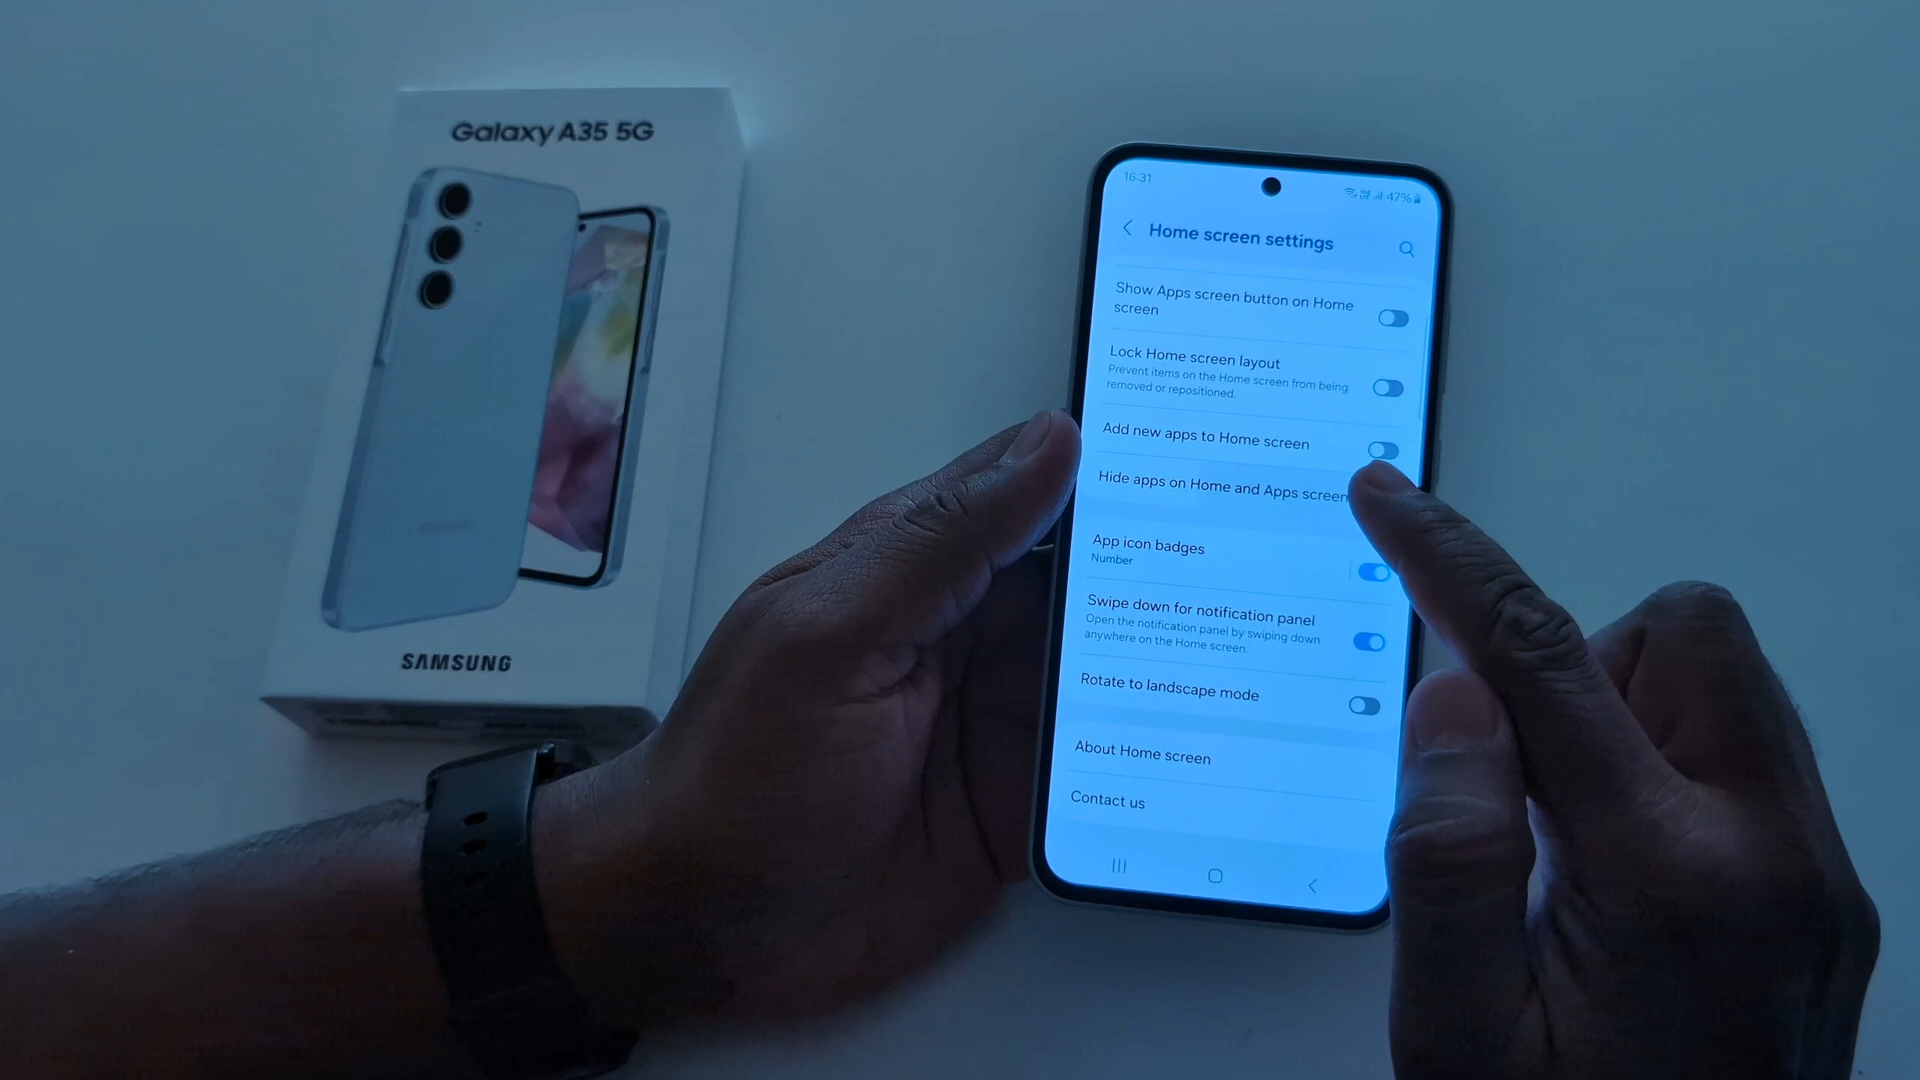 Galaxy A35 5G
SAMSUNG
16:31
47%
Home screen settings
Show Apps screen button on Home
screen
Lock Home screen layout
Prevent items on the Home screen from being
removed or repositioned.
Add new apps to Home screen
Hide apps on Home and Apps screen
App icon badges
Number
Swipe down for notification panel
Open the notification panel by swiping down
anywhere on the Home screen.
Rotate to landscape mode
About Home screen
Contact us